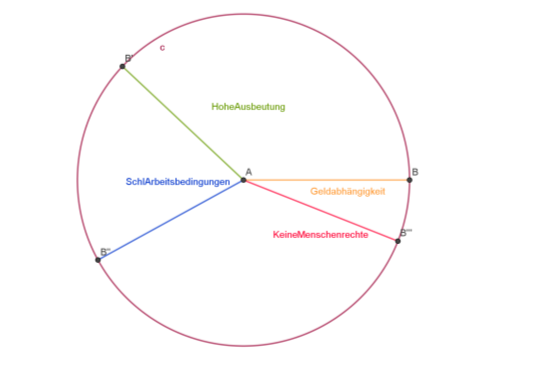 B'
c
HoheAusbeutung
A
B
SchlArbeitsbedingungen
Geldabhängigkeit
B'''
KeineMenschenrechte
B''